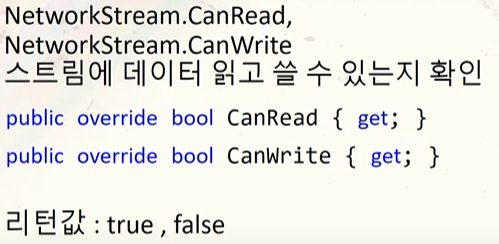 NetworkStream.CanRead,
NetworkStream.CanWrite
스트림에 데이터 읽고 쓸 수 있는지 확인
public override bool CanRead { get; }
public override bool CanWrite { get; }
리턴값 : true , false